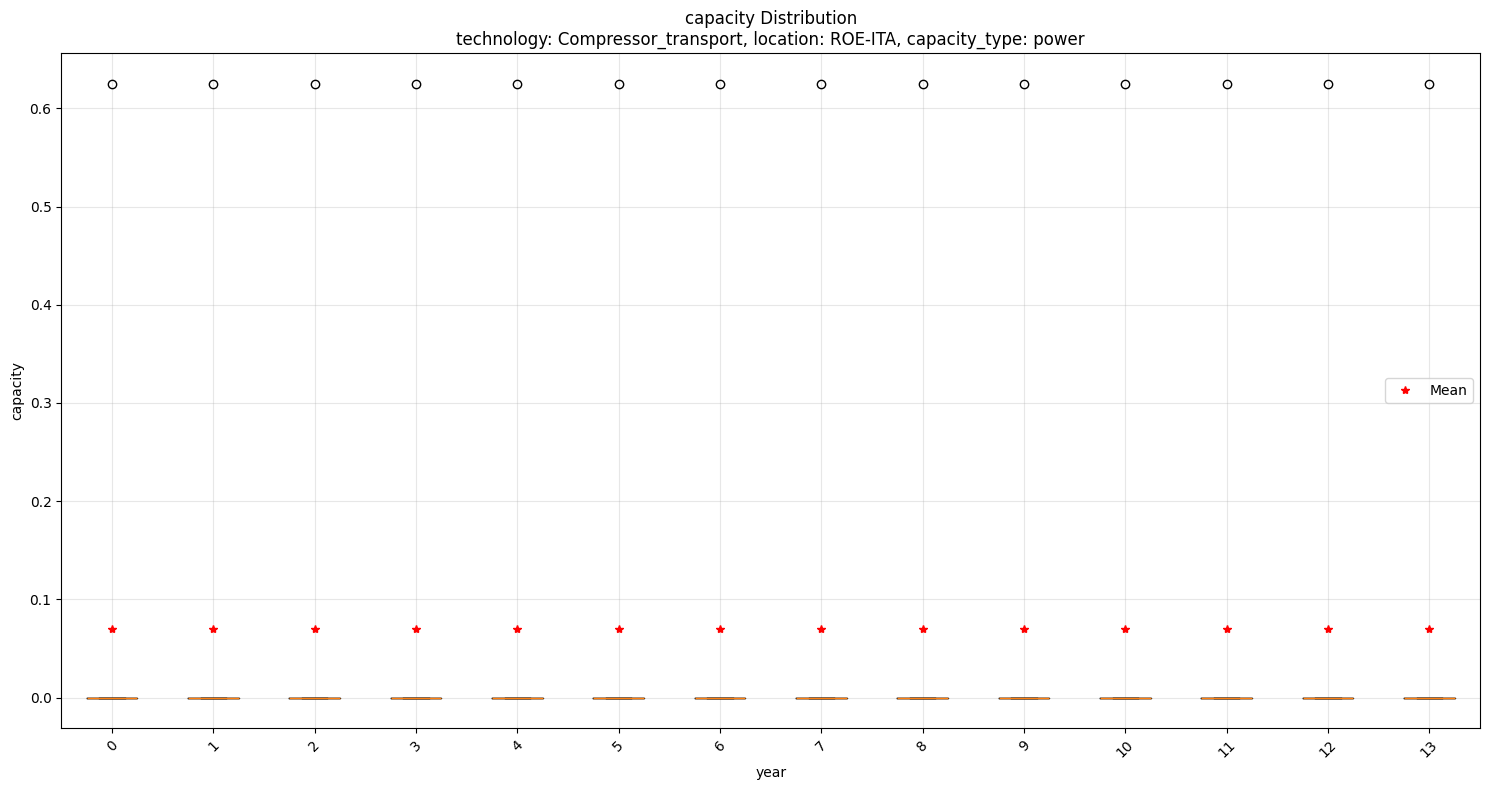 capacity Distribution
technology: Compressor_transport, location: ROE-ITA, capacity_type: power
capacity
0.6
0.5
0.4
0.3
0.2
0.1
0.0
Mean
0 1 2 3 4 5 6 7 8 9 10 11 12 13
year